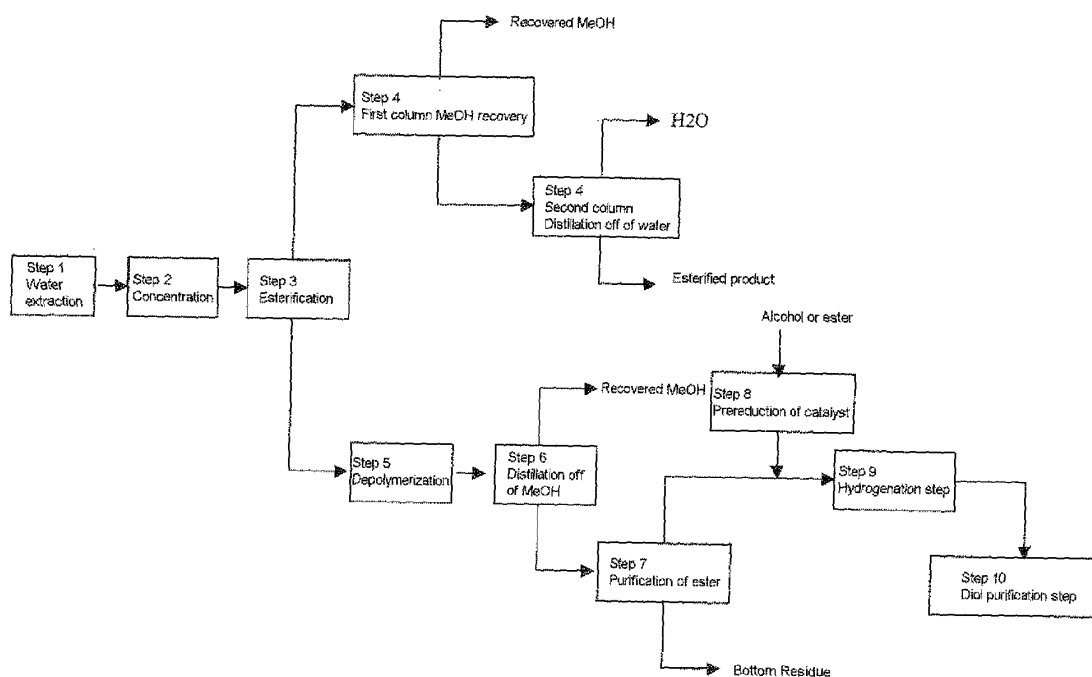 Recovered MeOH
Step 4
First column MeOH recovery
H2O
Step 4
Second column
Distillation off of water
Step 1
Water
extraction
Step 2
Concentration
Step 3
Esterification
Esterified product
Alcohol or ester
Recovered MeOH
Step 8
Prereduction of catalyst
Step 5
Depolymerization
Step 6
Distillation off
of MeOH
Step 9
Hydrogenation step
Step 7
Purification of ester
Step 10
Diol purification step
Bottom Residue